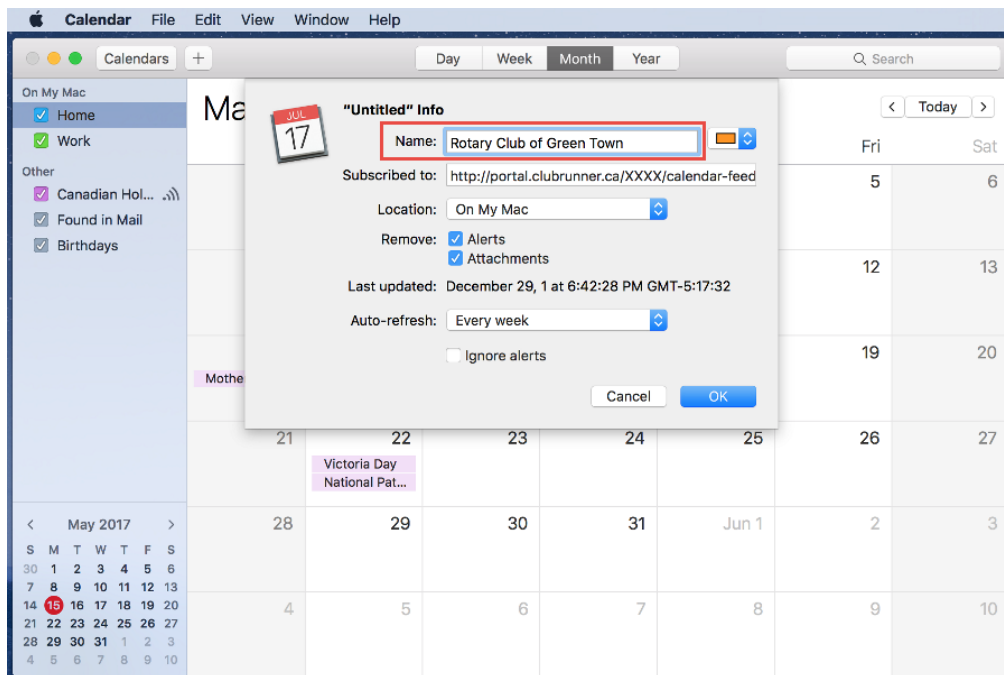 Calendar File Edit View Window Help
Calendars + Day Week Month Year Search
On My Mac
Home
Work
Other
Canadian Hol...
Found in Mail
Birthdays
Ma
< Today >
Fri Sat
JUL
17
"Untitled" Info
Name: Rotary Club of Green Town
Subscribed to: http://portal.clubrunner.ca/XXXX/calendar-feed
Location: On My Mac
Remove: Alerts
Attachments
Last updated: December 29, 1 at 6:42:28 PM GMT-5:17:32
Auto-refresh: Every week
Ignore alerts
Cancel OK
5 6
12 13
19 20
Mothe
21 22 23 24 25 26 27
Victoria Day
National Pat...
28 29 30 31 Jun 1 2 3
4 5 6 7 8 9 10
< May 2017 >
S M T W T F S
30 1 2 3 4 5 6
7 8 9 10 11 12 13
14 15 16 17 18 19 20
21 22 23 24 25 26 27
28 29 30 31 1 2 3
4 5 6 7 8 9 10